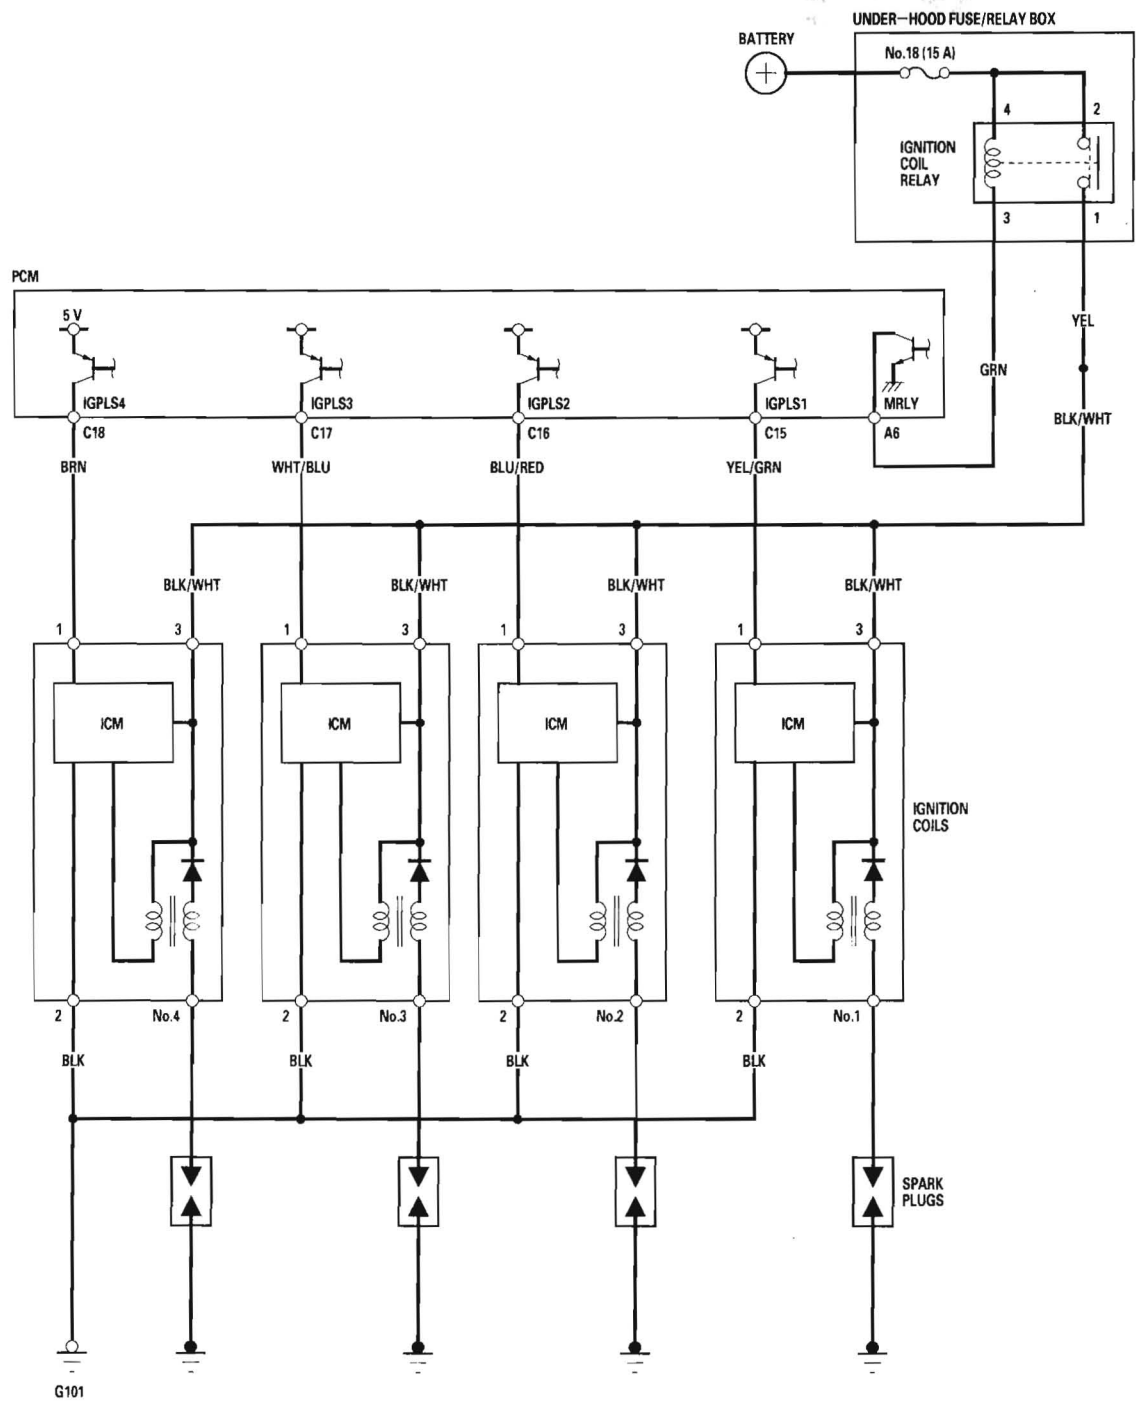 UNDER-HOOD FUSE/RELAY BOX
BATTERY
No.18 (15 A)
4
2
IGNITION
COIL
RELAY
3
1
PCM
5 V
YEL
GRN
IGPLS4
IGPLS3
IGPLS2
IGPLS1
MRLY
BLK/WHT
C18
C17
C16
C15
A6
BRN
WHT/BLU
BLU/RED
YEL/GRN
BLK/WHT
BLK/WHT
BLK/WHT
BLK/WHT
1
3
1
3
1
3
1
3
ICM
ICM
ICM
ICM
IGNITION
COILS
2
No.4
2
No.3
2
No.2
2
No.1
BLK
BLK
BLK
BLK
SPARK
PLUGS
G101